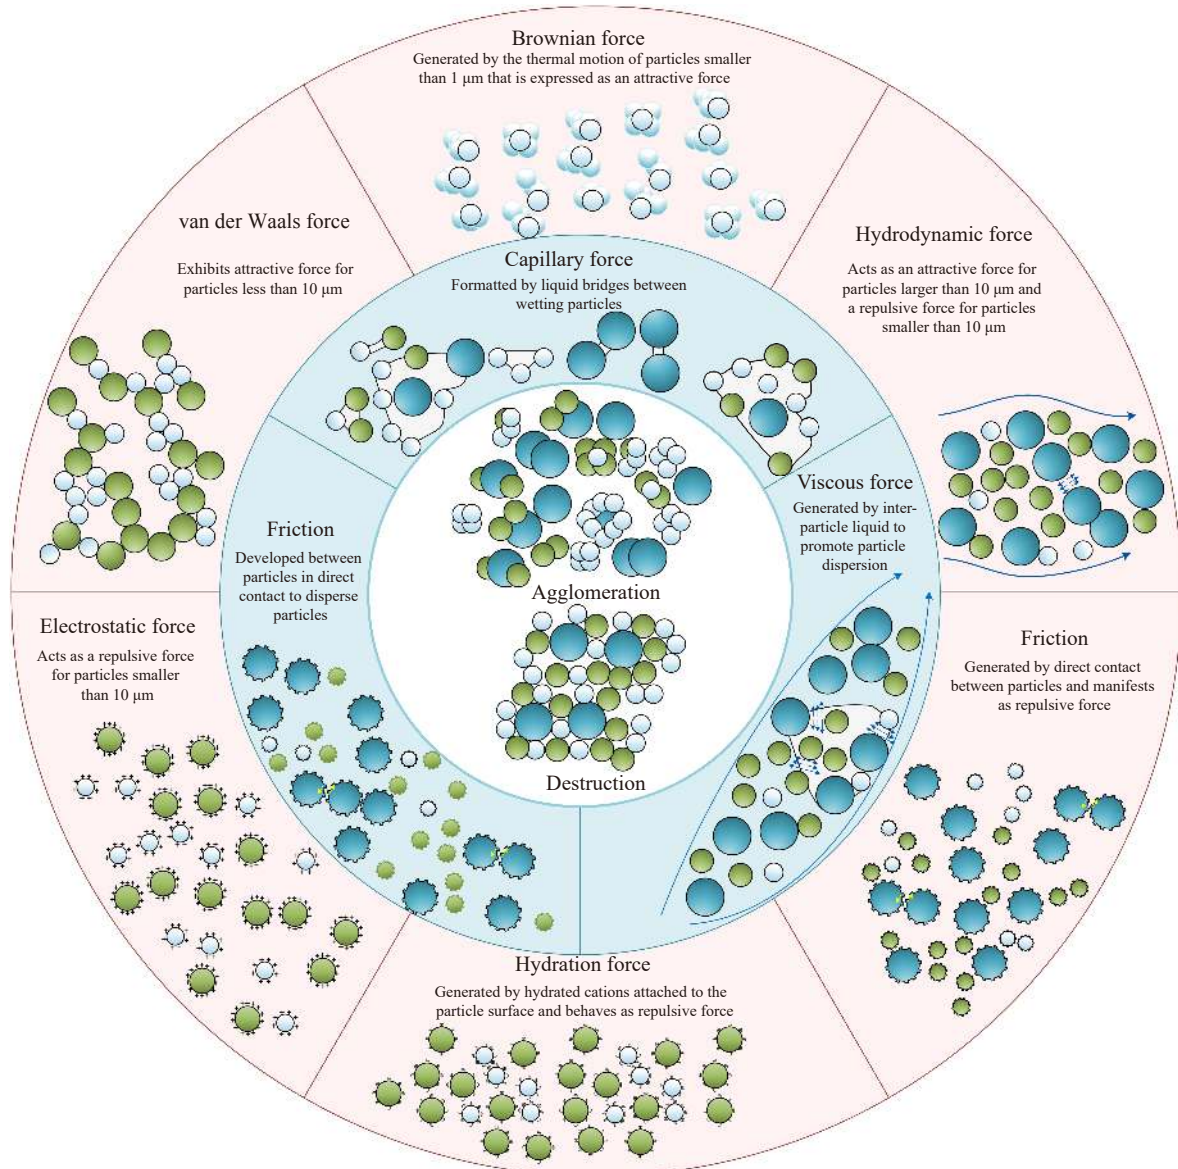 Brownian force
Generated by the thermal motion of particles smaller
than 1 μm that is expressed as an attractive force
van der Waals force
Exhibits attractive force for
particles less than 10 μm
Hydrodynamic force
Acts as an attractive force for
particles larger than 10 μm and
a repulsive force for particles
smaller than 10 μm
Capillary force
Formatted by liquid bridges between
wetting particles
Friction
Developed between
particles in direct
contact to disperse
particles
Viscous force
Generated by inter-
particle liquid to
promote particle
dispersion
Agglomeration
Destruction
Electrostatic force
Acts as a repulsive force
for particles smaller
than 10 μm
Friction
Generated by direct contact
between particles and manifests
as repulsive force
Hydration force
Generated by hydrated cations attached to the
particle surface and behaves as repulsive force